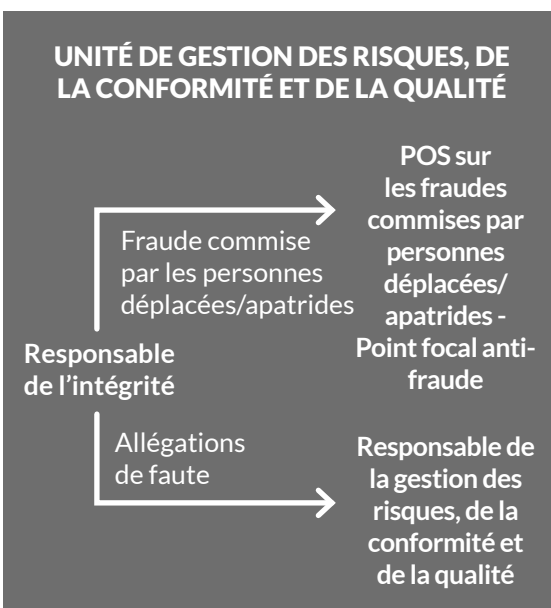 UNITÉ DE GESTION DES RISQUES, DE
LA CONFORMITÉ ET DE LA QUALITÉ
POS sur
les fraudes
commises par
personnes
déplacées/
apatrides -
Point focal anti-
fraude
Fraude commise
par les personnes
déplacées/apatrides
Responsable
de l’intégrité
Allégations
de faute
Responsable de
la gestion des
risques, de la
conformité et
de la qualité